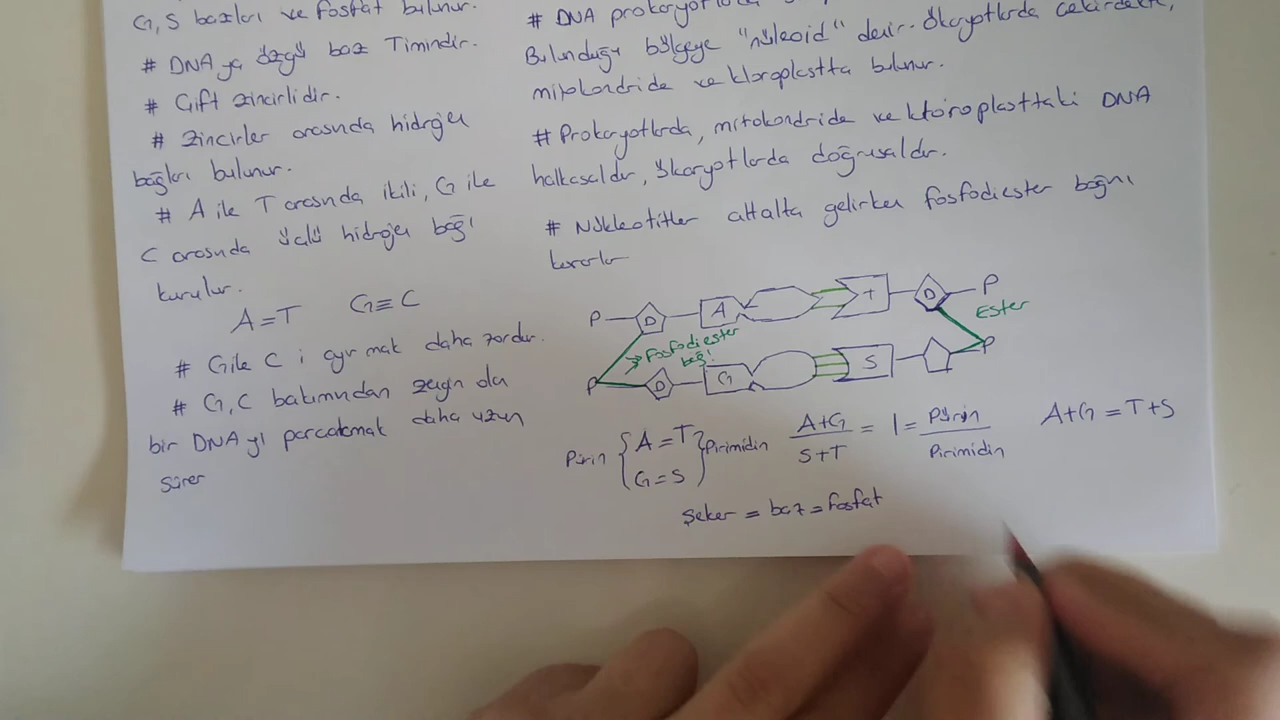 G,S bazları ve fosfat bulunur.
# DNA ya özgü baz Timindir.
# Çift zincirlidir.
# Zincirler arasında hidrojen
bağları bulunur.
# A ile T arasında ikili, G ile
C arasında üçlü hidrojen bağı
kurulur.
A=T G≡C
# G ile C i ayırmak daha zordur.
# G,C bakımından zengin olan
bir DNA yı parçalamak daha uzun
sürer
# DNA prokaryotlarda
Bulunduğu bölgeye "nükleoid" denir. Ökaryotlarda çekirdekte,
mitokondride ve kloroplastta bulunur.
# Prokaryotlarda, mitokondride ve kloroplasttaki DNA
halkasaldır, ökaryotlarda doğrusaldır.
# Nükleotitler alt alta gelirken fosfodiester bağını
kurarlar
P D A T D P
Ester
Fosfodiester
bağı
P D G S P
Pürin { A=T } Pirimidin A+G / S+T = 1 = Pürin / Pirimidin A+G = T+S
G=S
Şeker = baz = fosfat